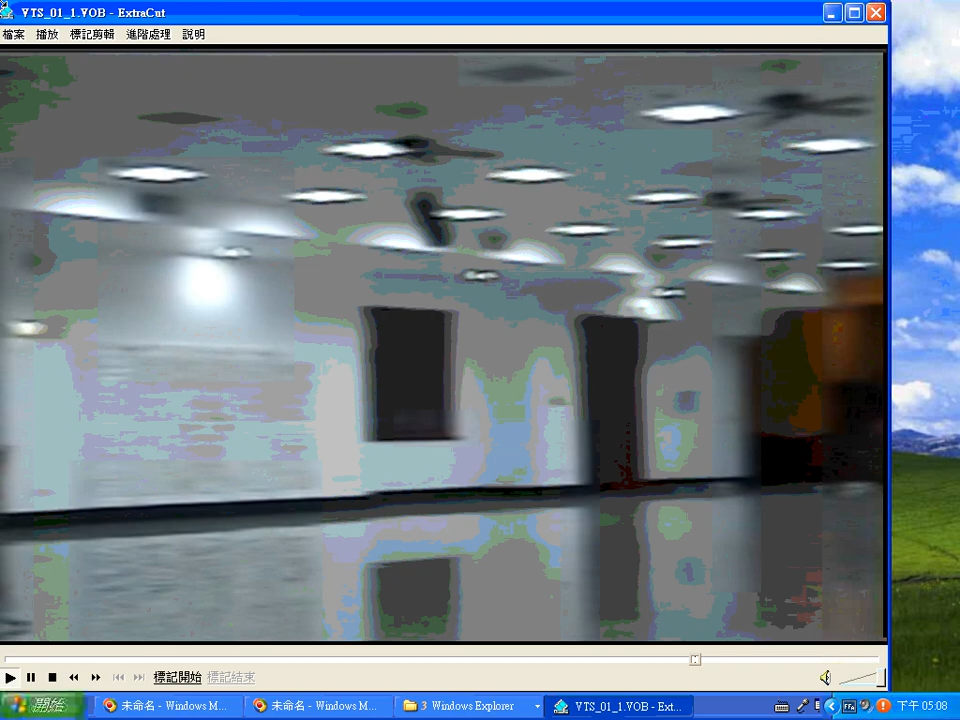 VTS_01_1.VOB - ExtraCut
檔案 播放 標記剪輯 進階處理 說明
標記開始 標記結束
開始 未命名 - Windows M... 未命名 - Windows M... 3 Windows Explorer VTS_01_1.VOB - Ext... 下午 05:08